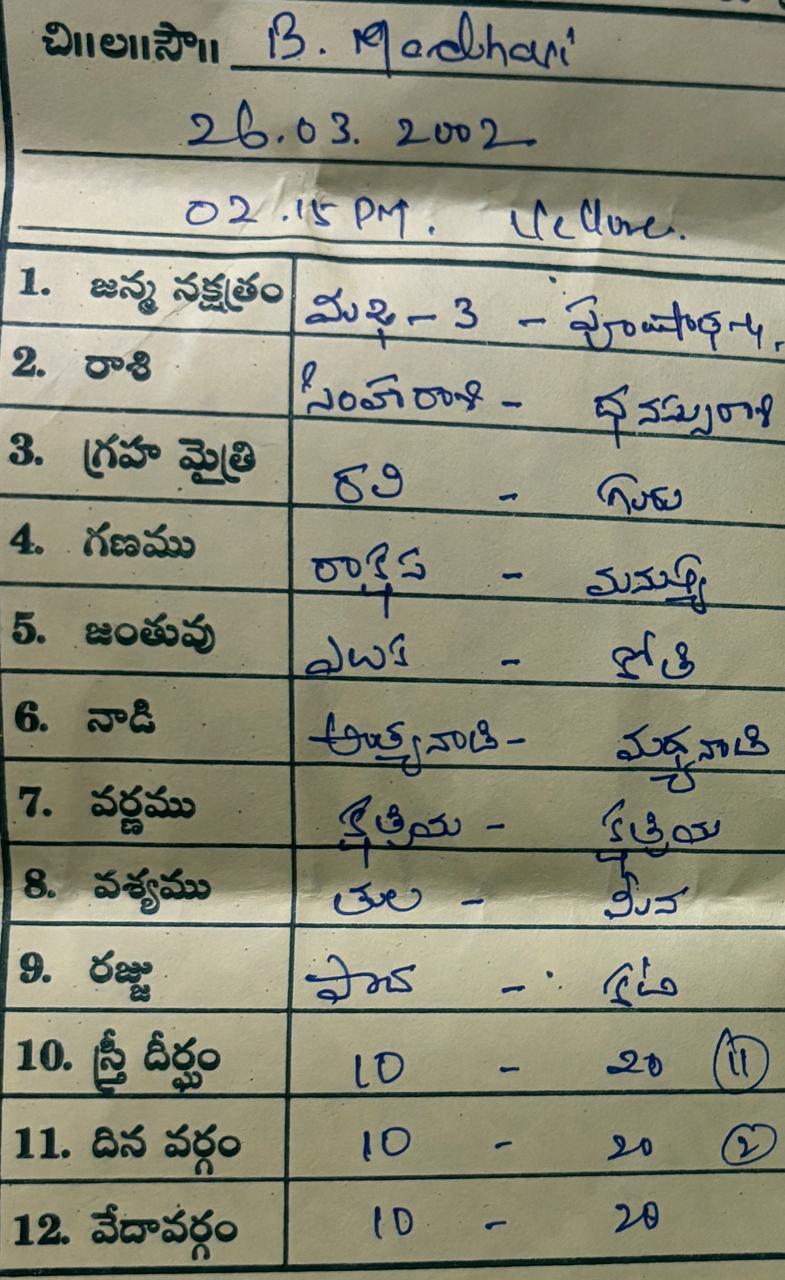 చి॥ల॥సౌ॥ B. Madhavi
26.03.2002
02.15 PM. Vellore.
1. జన్మ నక్షత్రం మఖ - 3 - పూర్వాషాఢ-4.
2. రాశి సింహరాశి - ధనస్సురాశి
3. గ్రహ మైత్రి రవి - గురు
4. గణము రాక్షస - మనుష్య
5. జంతువు ఎలుక - కోతి
6. నాడి అంత్యనాడి - మధ్యనాడి
7. వర్ణము క్షత్రియ - క్షత్రియ
8. వశ్యము తుల - మీన
9. రజ్జు పాద - కటి
10. స్త్రీ దీర్ఘం 10 - 20 11
11. దిన వర్గం 10 - 20 2
12. వేదావర్గం 10 - 20